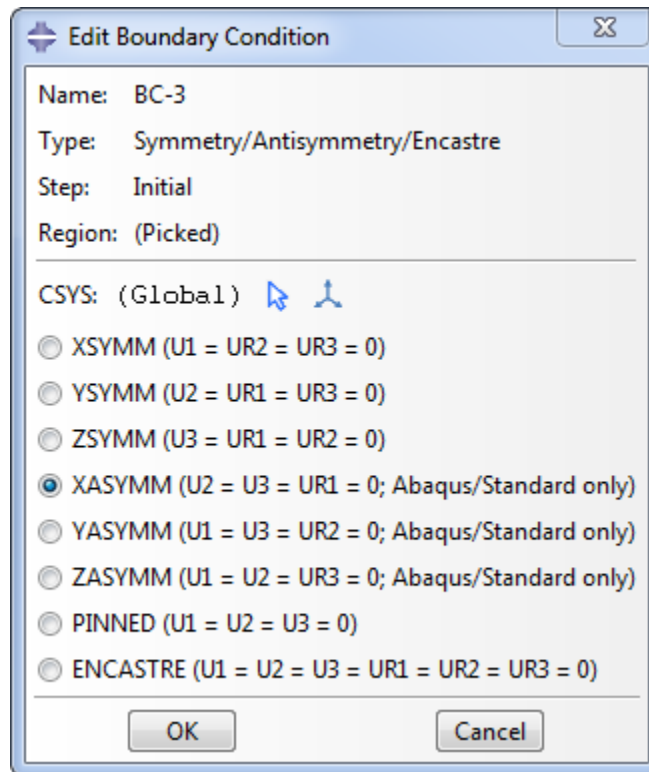 Edit Boundary Condition
Name: BC-3
Type: Symmetry/Antisymmetry/Encastre
Step: Initial
Region: (Picked)
CSYS: (Global)
XSYMM (U1 = UR2 = UR3 = 0)
YSYMM (U2 = UR1 = UR3 = 0)
ZSYMM (U3 = UR1 = UR2 = 0)
XASYMM (U2 = U3 = UR1 = 0; Abaqus/Standard only)
YASYMM (U1 = U3 = UR2 = 0; Abaqus/Standard only)
ZASYMM (U1 = U2 = UR3 = 0; Abaqus/Standard only)
PINNED (U1 = U2 = U3 = 0)
ENCASTRE (U1 = U2 = U3 = UR1 = UR2 = UR3 = 0)
OK Cancel